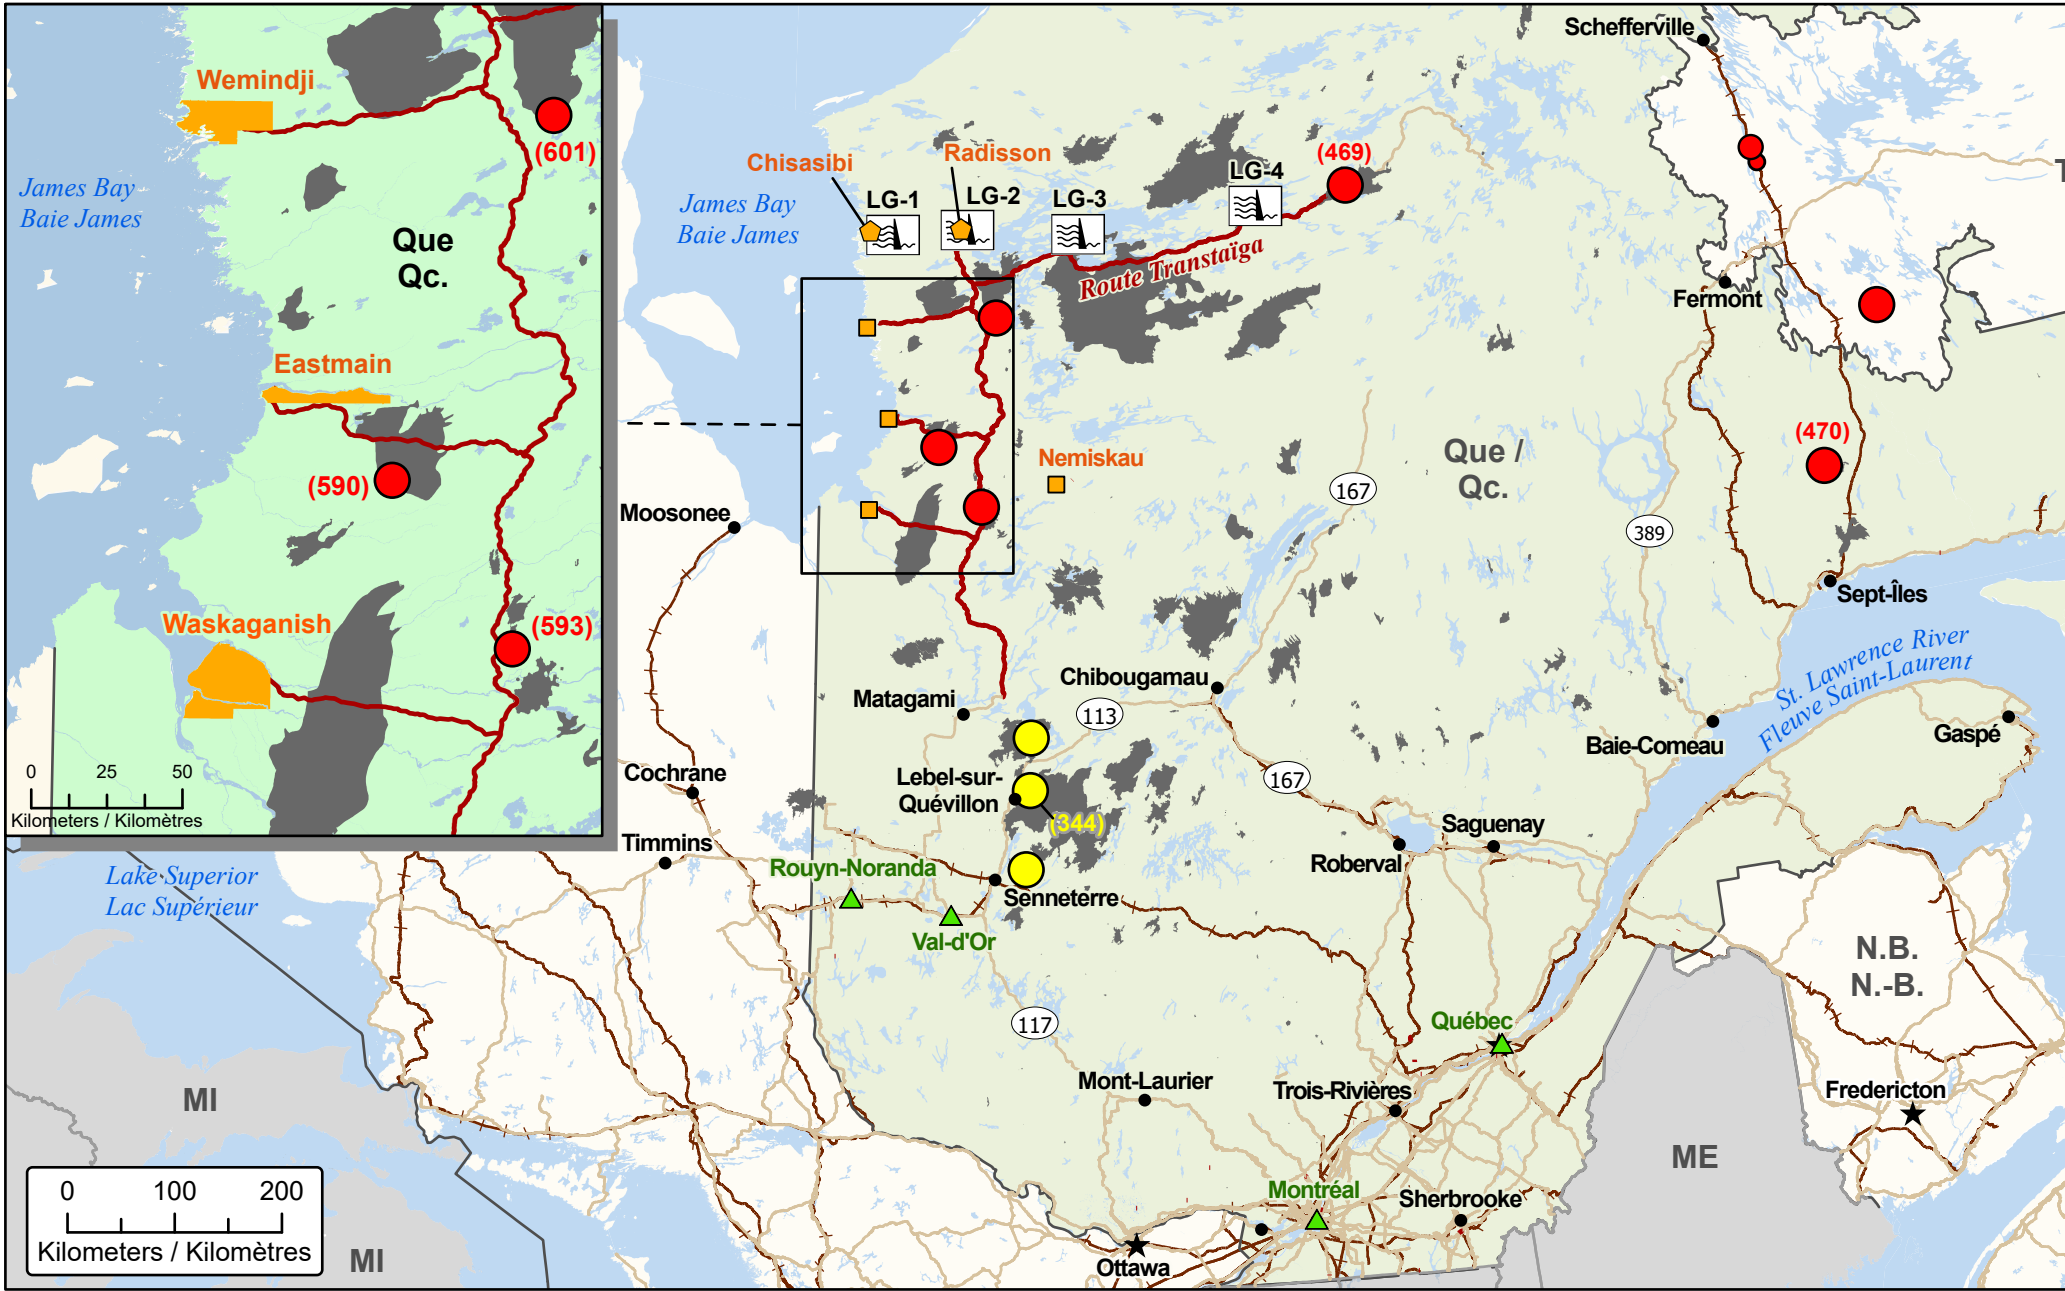 Wemindji
(601)
James Bay
Baie James
Que
Qc.
Eastmain
(590)
Waskaganish
(593)
0 25 50
Kilometers / Kilomètres
Schefferville
Chisasibi
Radisson
LG-1
LG-2
LG-3
LG-4
(469)
James Bay
Baie James
Route Transtaïga
T
Fermont
(470)
Nemiskau
Que /
Qc.
167
389
Moosonee
Sept-Îles
St. Lawrence River
Fleuve Saint-Laurent
Chibougamau
Matagami
113
Baie-Comeau
Gaspé
Cochrane
Lebel-sur-
Quévillon
167
(344)
Timmins
Saguenay
Roberval
Rouyn-Noranda
Senneterre
Val-d'Or
Lake Superior
Lac Supérieur
N.B.
N.-B.
117
Québec
Mont-Laurier
Trois-Rivières
Fredericton
MI
ME
Montréal
Sherbrooke
0 100 200
Kilometers / Kilomètres
MI
Ottawa